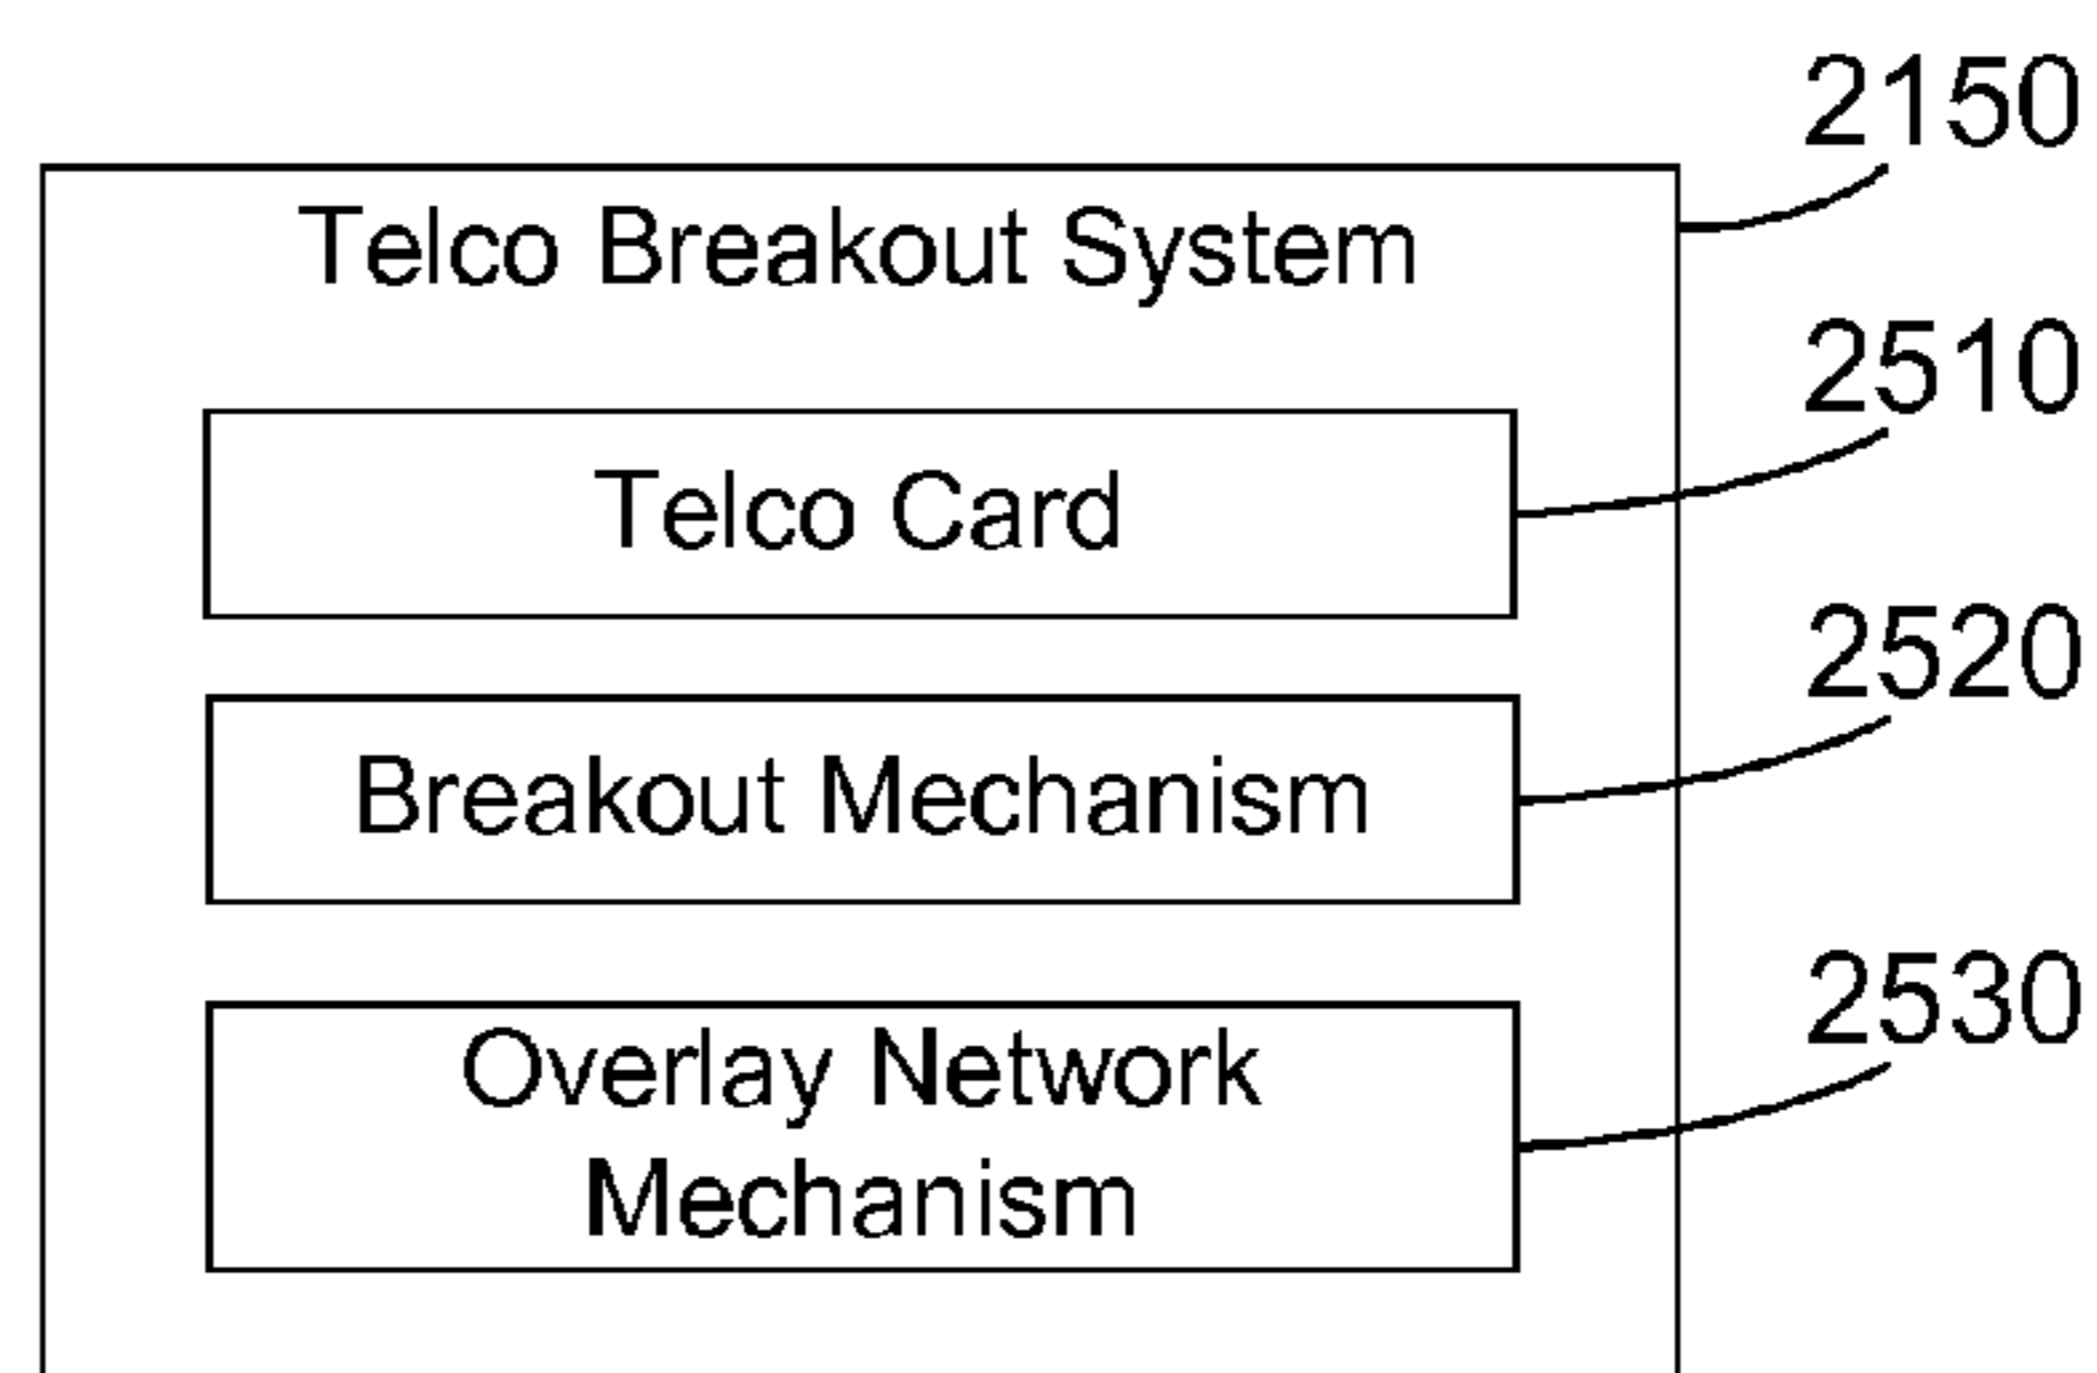 2150
Telco Breakout System
2510
Telco Card
2520
Breakout Mechanism
2530
Overlay Network
Mechanism